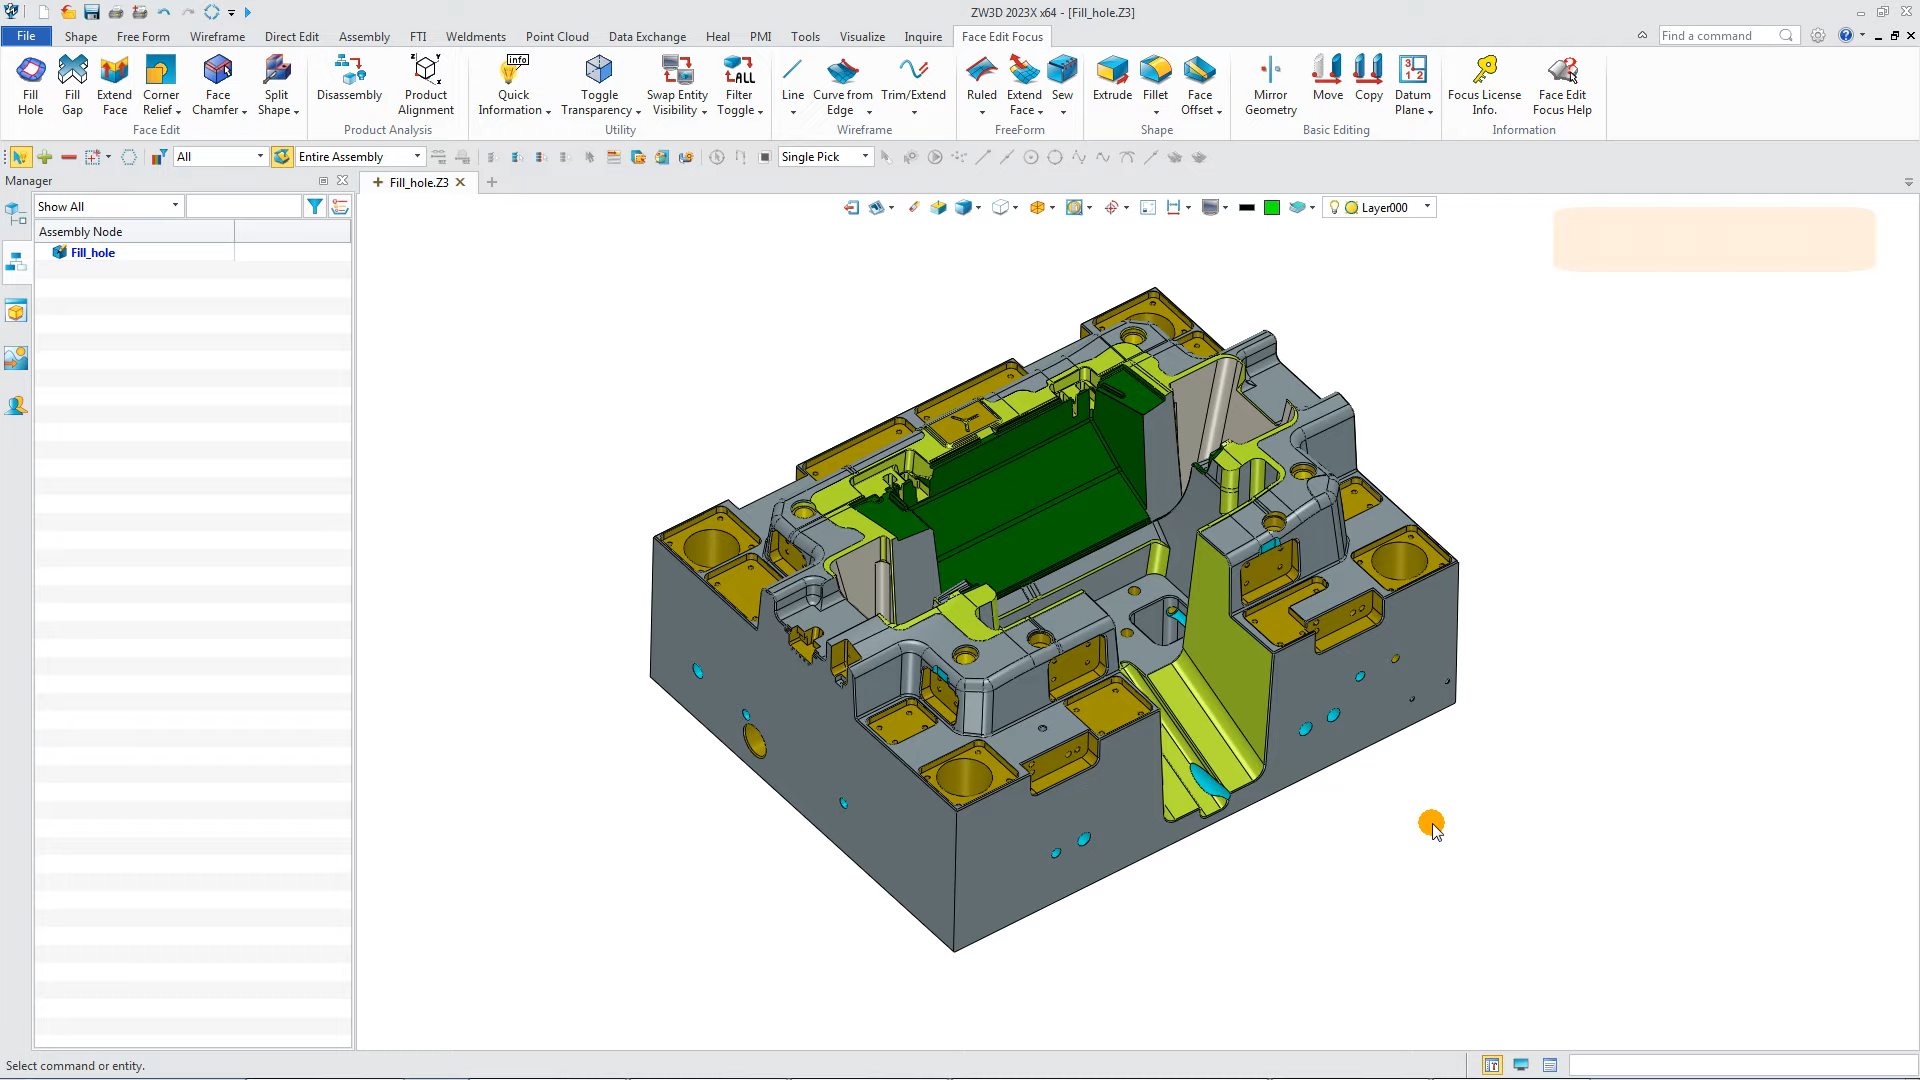 ZW3D 2023X x64 - [Fill_hole.Z3]
File Shape Free Form Wireframe Direct Edit Assembly FTI Weldments Point Cloud Data Exchange Heal PMI Tools Visualize Inquire Face Edit Focus Find a command
Fill Hole
Fill Gap
Extend Face
Corner Relief
Face Chamfer
Split Shape
Face Edit
Disassembly
Product Alignment
Product Analysis
Quick Information
Toggle Transparency
Swap Entity Visibility
ALL
Filter Toggle
Utility
Line
Curve from Edge
Trim/Extend
Wireframe
Ruled
Extend Face
Sew
FreeForm
Extrude
Fillet
Face Offset
Shape
Mirror Geometry
Move
Copy
Datum Plane
Basic Editing
Focus License Info.
Face Edit Focus Help
Information
All Entire Assembly Single Pick
Manager
Fill_hole.Z3
Show All
Layer000
Assembly Node
Fill_hole
Select command or entity.